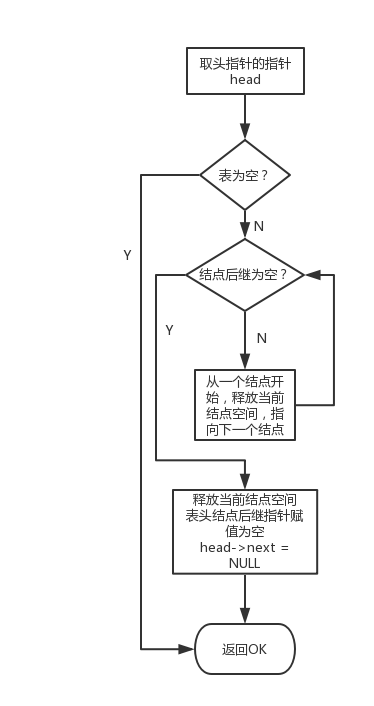 取头指针的指针
head
表为空？
N
Y
结点后继为空？
Y
N
从一个结点开
始，释放当前
结点空间，指
向下一个结点
释放当前结点空间
表头结点后继指针赋
值为空
head->next =
NULL
返回OK